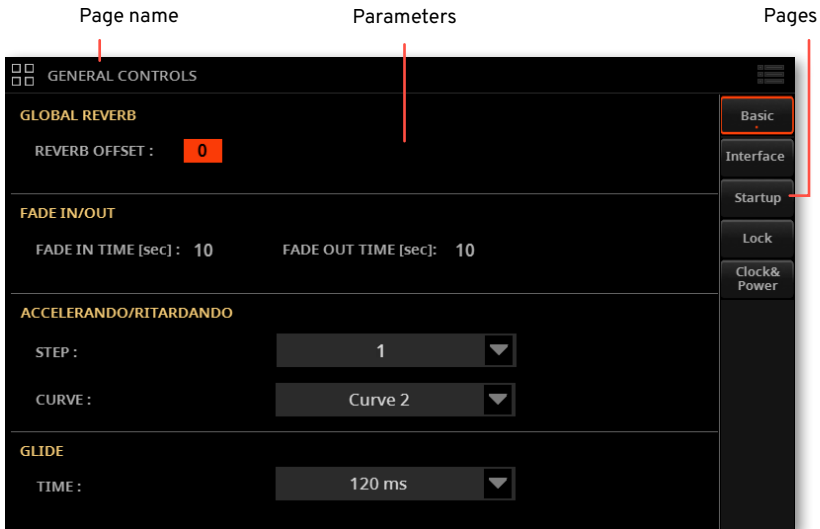 Page name
Parameters
Pages
GENERAL CONTROLS
GLOBAL REVERB
REVERB OFFSET : 0
FADE IN/OUT
FADE IN TIME [sec] : 10 FADE OUT TIME [sec]: 10
ACCELERANDO/RITARDANDO
STEP : 1
CURVE : Curve 2
GLIDE
TIME : 120 ms
Basic
Interface
Startup
Lock
Clock&
Power